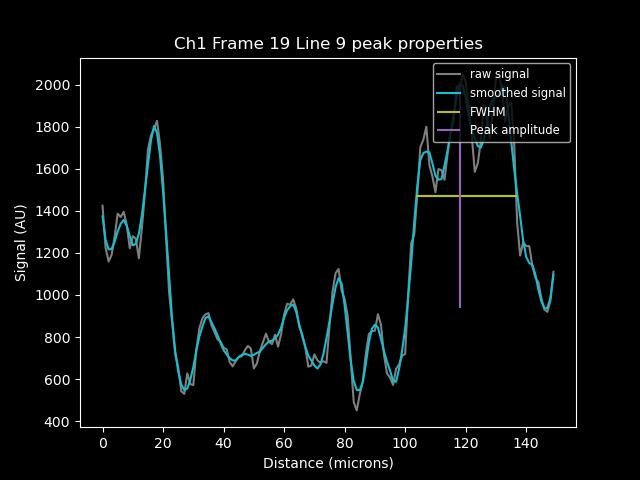 Ch1 Frame 19 Line 9 peak properties
raw signal
smoothed signal
FWHM
Peak amplitude
Signal (AU)
2000
1800
1600
1400
1200
1000
800
600
400
0 20 40 60 80 100 120 140
Distance (microns)